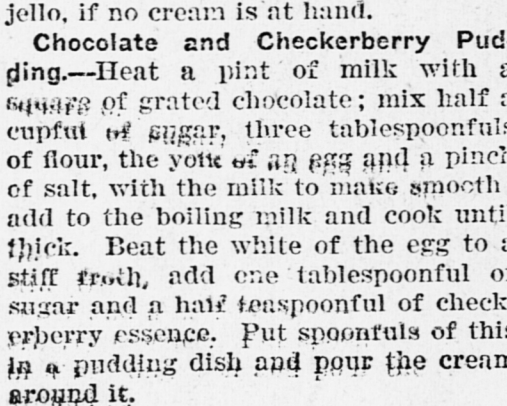 jello, if no cream is at hand.
Chocolate and Checkerberry Pud
ding.—Heat a pint of milk with a
square of grated chocolate; mix half a
cupful of sugar, three tablespoonfuls
of flour, the yolk of an egg and a pinch
of salt, with the milk to make smooth
add to the boiling milk and cook unti
thick. Beat the white of the egg to a
stiff froth, add one tablespoonful of
sugar and a half teaspoonful of check
erberry essence. Put spoonfuls of this
in a pudding dish and pour the cream
around it.